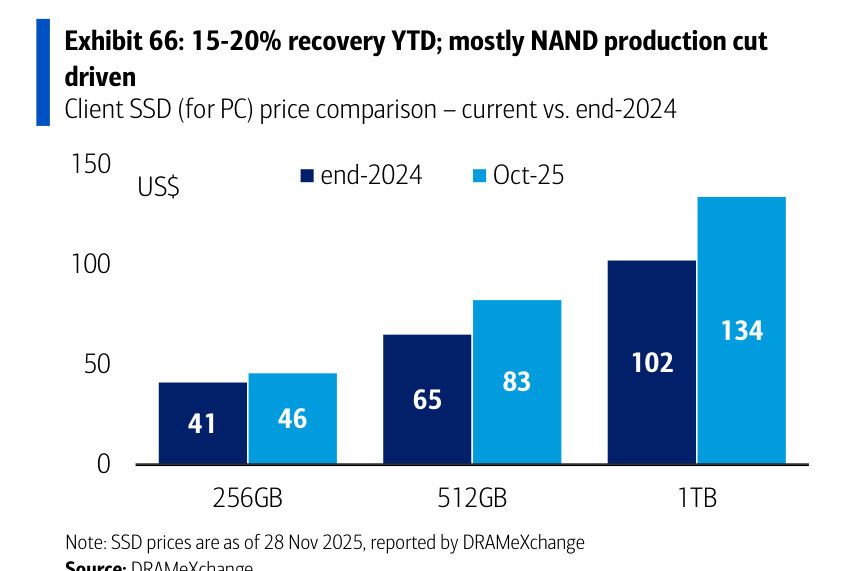 Exhibit 66: 15-20% recovery YTD; mostly NAND production cut
driven
Client SSD (for PC) price comparison – current vs. end-2024
150
US$
end-2024
Oct-25
100
50
0
41
46
65
83
102
134
256GB
512GB
1TB
Note: SSD prices are as of 28 Nov 2025, reported by DRAMeXchange
Source: DRAMeXchange